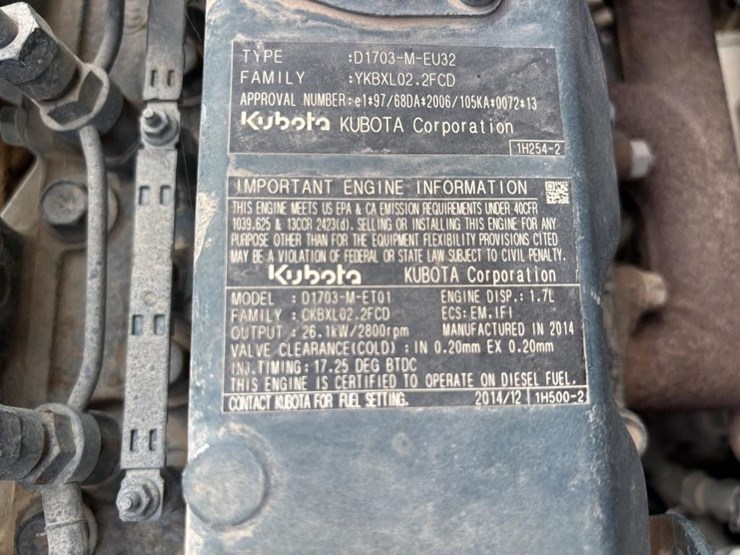 TYPE :D1703-M-EU32
FAMILY :YKBXL02.2FCD
APPROVAL NUMBER:e1*97/68DA*2006/105KA*0072*13
Kubota KUBOTA Corporation
1H254-2
IMPORTANT ENGINE INFORMATION
THIS ENGINE MEETS US EPA & CA EMISSION REQUIREMENTS UNDER 40CFR
1039.625 & 13CCR 2423(d). SELLING OR INSTALLING THIS ENGINE FOR ANY
PURPOSE OTHER THAN FOR THE EQUIPMENT FLEXIBILITY PROVISIONS CITED
MAY BE A VIOLATION OF FEDERAL OR STATE LAW SUBJECT TO CIVIL PENALTY.
Kubota KUBOTA Corporation
MODEL : D1703-M-ET01 ENGINE DISP.: 1.7L
FAMILY : CKBXL02.2FCD ECS: EM, IFI
OUTPUT : 26.1kW/2800rpm MANUFACTURED IN 2014
VALVE CLEARANCE(COLD) : IN 0.20mm EX 0.20mm
INJ.TIMING: 17.25 DEG BTDC
THIS ENGINE IS CERTIFIED TO OPERATE ON DIESEL FUEL.
CONTACT KUBOTA FOR FUEL SETTING. 2014/12 1H500-2